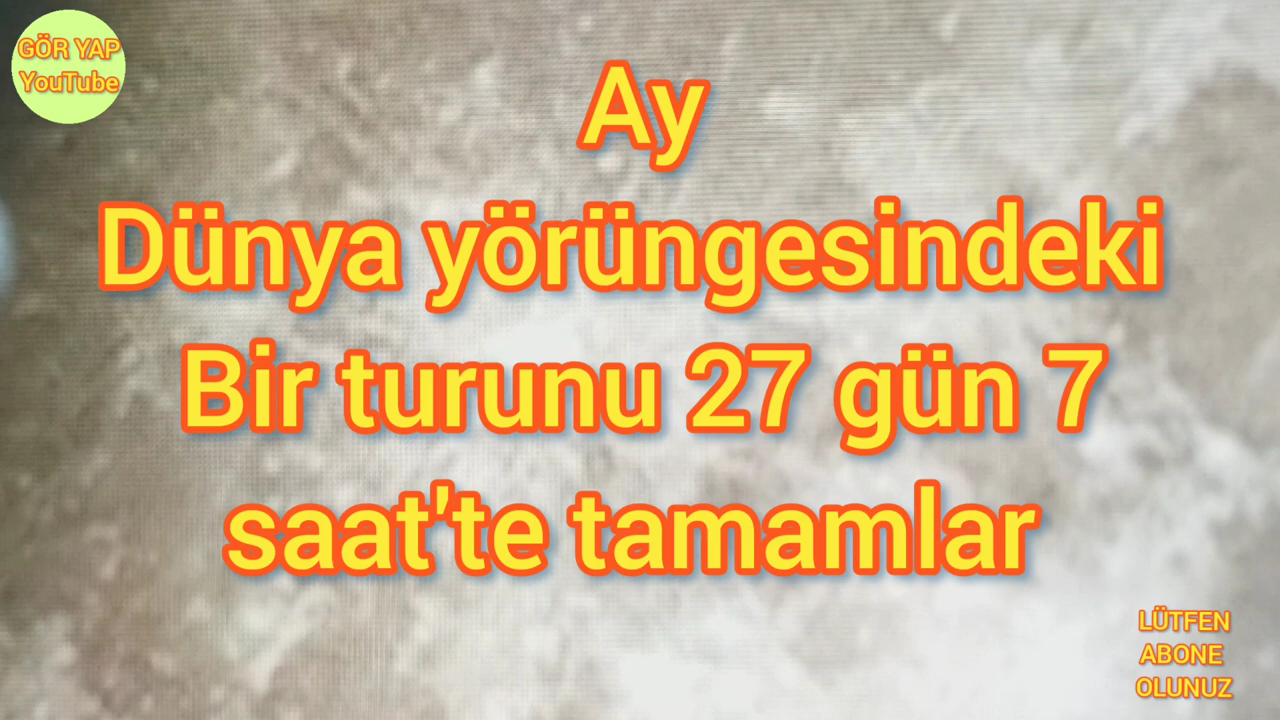 GÖR YAP
YouTube
Ay
Dünya yörüngesindeki
Bir turunu 27 gün 7
saat'te tamamlar
LÜTFEN
ABONE
OLUNUZ